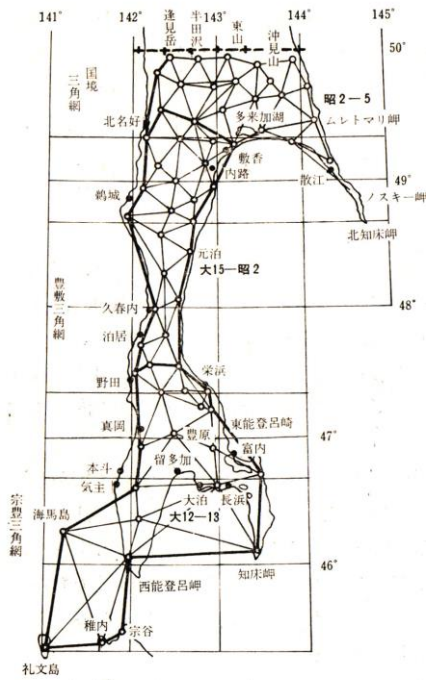 141°
142°
143°
144°
145°
逢見岳
半田沢
東山
沖見山
50°
国境三角網
昭2—5
北名好
多来加湖
ムレトマリ岬
敷香
内路
散江
49°
ノスキー岬
鵜城
北知床岬
元泊
大15—昭2
豊敷三角網
久春内
48°
泊居
栄浜
野田
東能登呂崎
真岡
豊原
富内
47°
本斗
留多加
気主
大泊
長浜
宗豊三角網
海馬島
大12—13
46°
知床岬
西能登呂岬
稚内
宗谷
礼文島